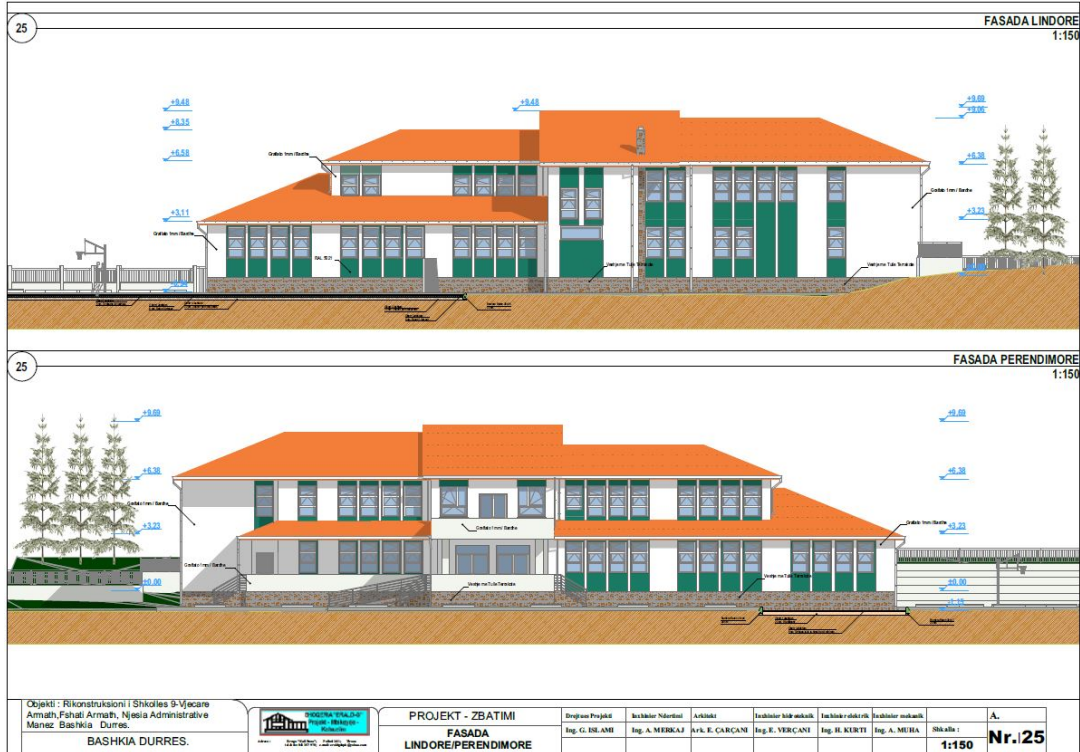 25
FASADA LINDORE
1:150
+9.48
+9.48
+9.69
+9.06
+8.35
+6.58
+6.38
Grafiato 1mm / Bardhe
Grafiato 1mm / Bardhe
+3.11
+3.23
Grafiato 1mm / Bardhe
Veshje me Tulle Terrakote
Veshje me Tulle Terrakote
25
FASADA PERENDIMORE
1:150
+9.69
+9.69
+6.38
+6.38
Grafiato 1mm / Bardhe
+3.23
Grafiato 1mm / Bardhe
Grafiato 1mm / Bardhe
+3.23
Grafiato 1mm / Bardhe
Veshje me Tulle Terrakote
Veshje me Tulle Terrakote
±0.00
±0.00
Objekti : Rikonstruksioni i Shkolles 9-Vjecare
Armath,Fshati Armath, Njesia Administrative
Manez Bashkia Durres.
BASHKIA DURRES.
PROJEKT - ZBATIMI
FASADA
LINDORE/PERENDIMORE
Drejtues Projekti
Ing. G. ISLAMI
Inxhinier Ndertimi
Ing. A. MERKAJ
Arkitekt
Ark. E. ÇARÇANI
Inxhinier hidroteknik
Ing. E. VERÇANI
Inxhinier elektrik
Ing. H. KURTI
Inxhinier mekanik
Ing. A. MUHA
Shkalla :
1:150
A.
Nr. 25